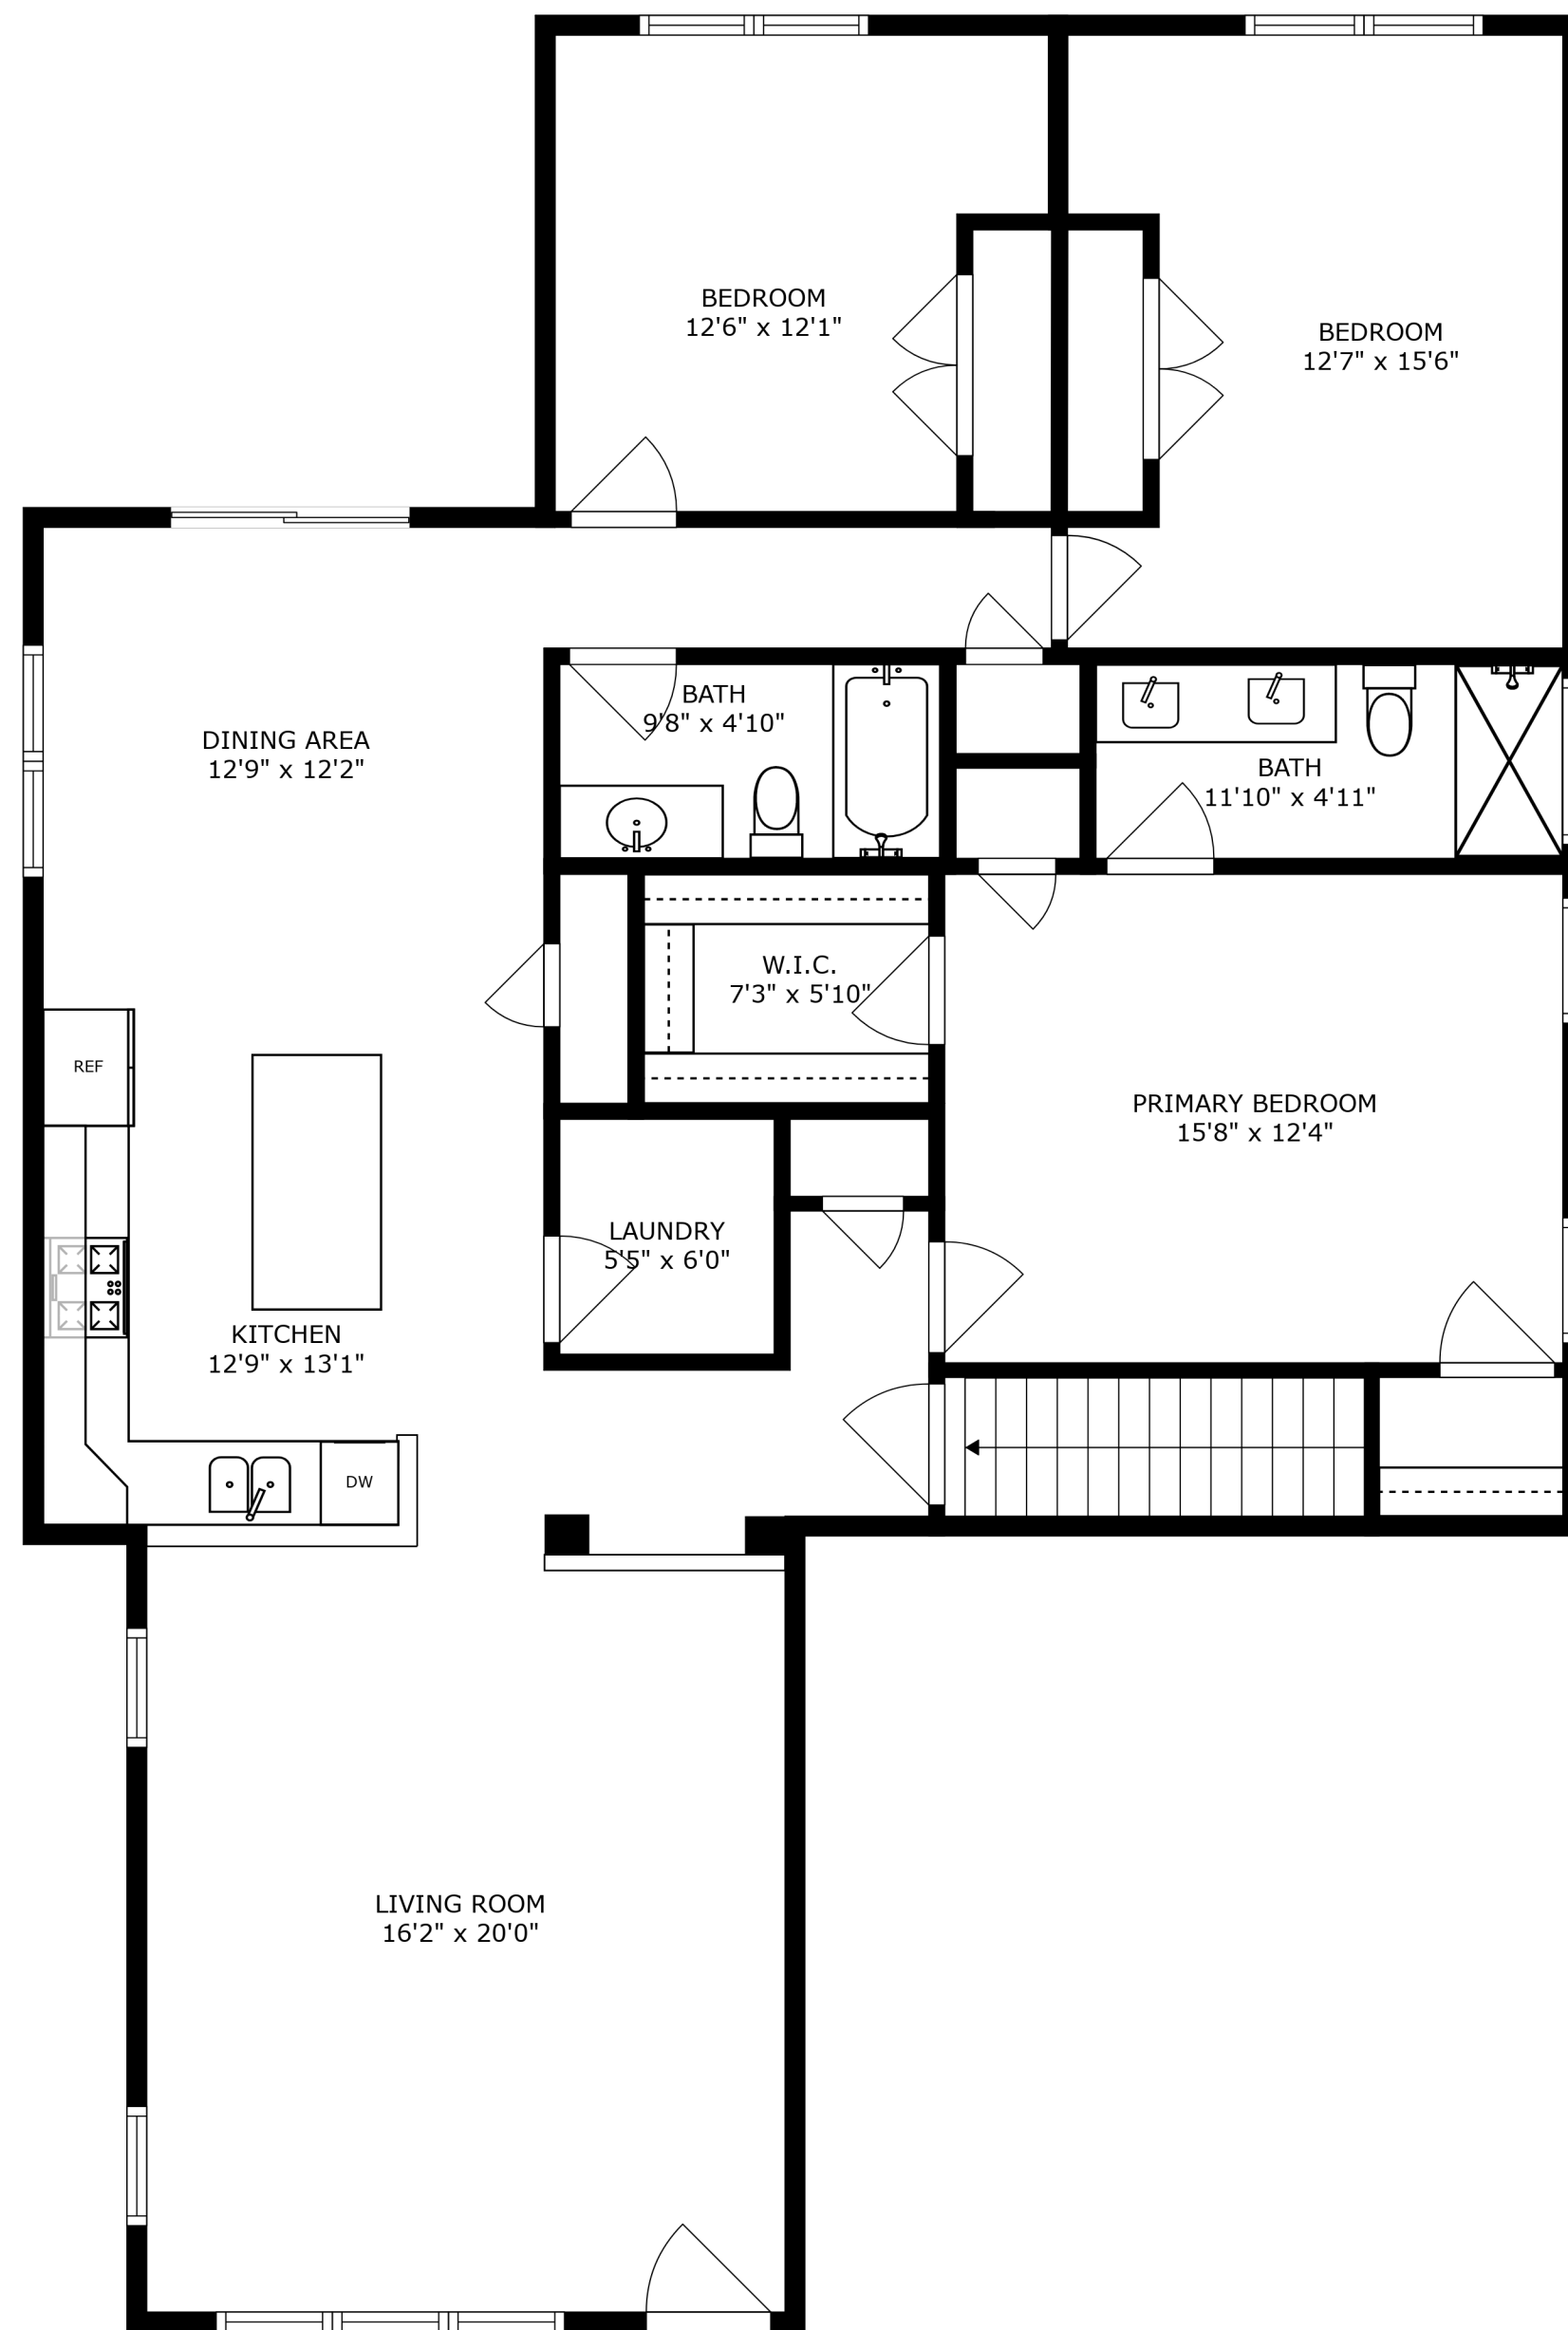 BEDROOM
12'6" x 12'1"
BEDROOM
12'7" x 15'6"
BATH
9'8" x 4'10"
DINING AREA
12'9" x 12'2"
BATH
11'10" x 4'11"
W.I.C.
7'3" x 5'10"
REF
PRIMARY BEDROOM
15'8" x 12'4"
LAUNDRY
5'5" x 6'0"
KITCHEN
12'9" x 13'1"
DW
LIVING ROOM
16'2" x 20'0"